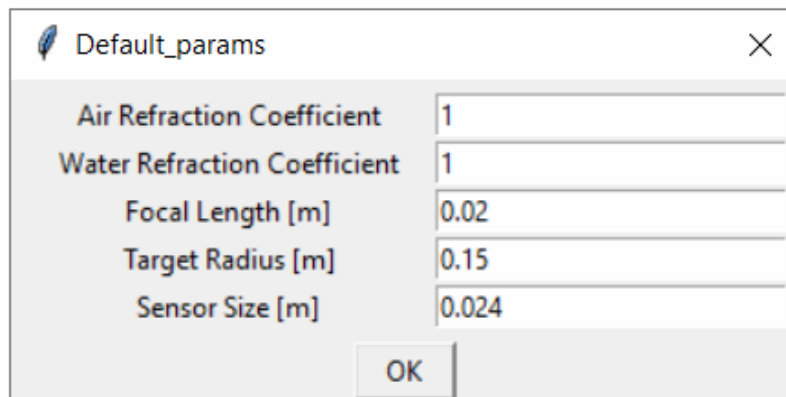 Default_params
Air Refraction Coefficient 1
Water Refraction Coefficient 1
Focal Length [m] 0.02
Target Radius [m] 0.15
Sensor Size [m] 0.024
OK